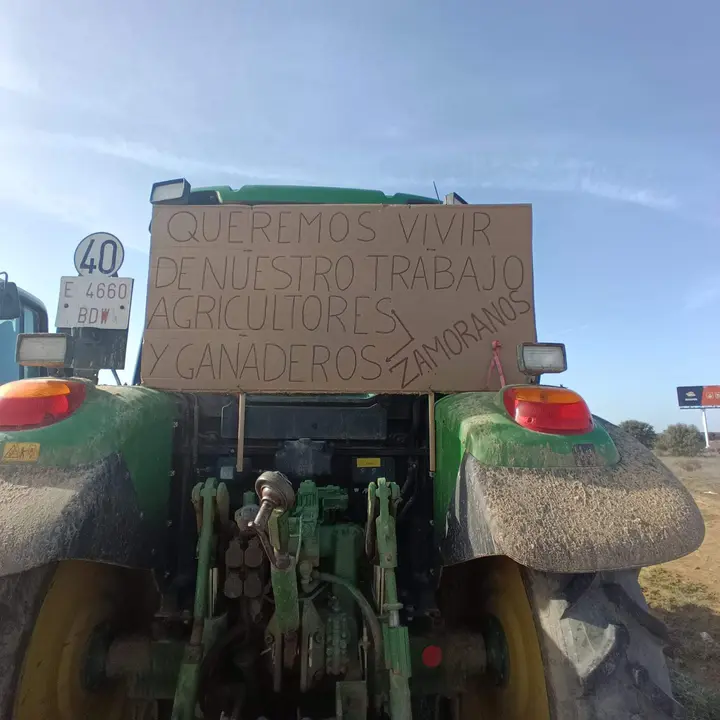 40
E 4660
BDW
QUEREMOS VIVIR
DE NUESTRO TRABAJO
AGRICULTORES
Y GANADEROS
ZAMORANOS